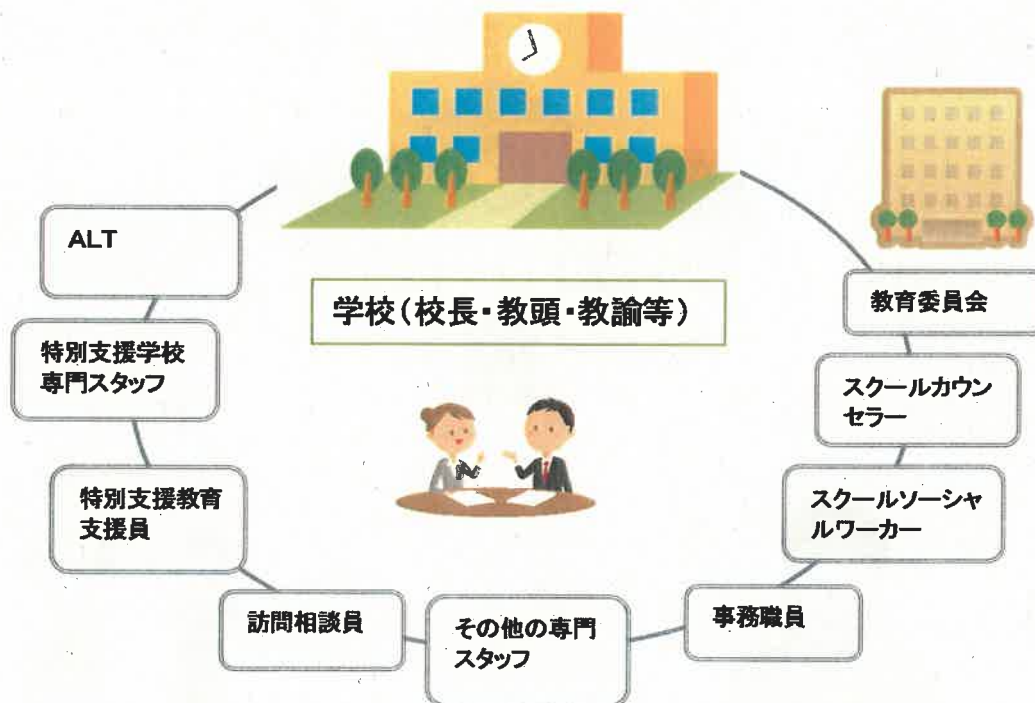 学校(校長・教頭・教諭等)
ALT
特別支援学校
専門スタッフ
特別支援教育
支援員
訪問相談員
その他の専門
スタッフ
事務職員
スクールソーシャ
ルワーカー
スクールカウン
セラー
教育委員会